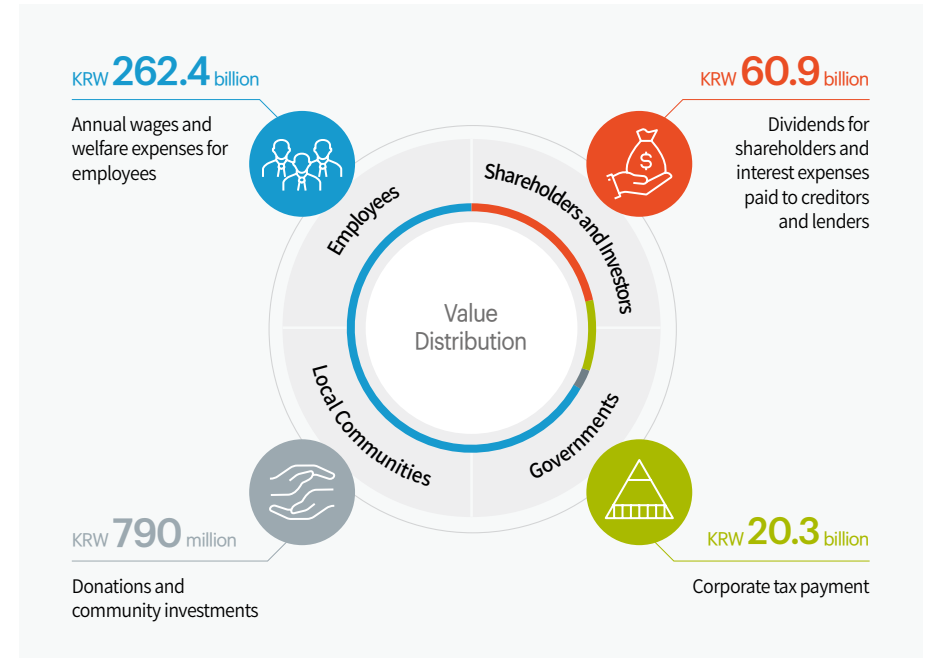 KRW 262.4 billion
Annual wages and
welfare expenses for
employees
KRW 60.9 billion
Dividends for
shareholders and
interest expenses
paid to creditors
and lenders
Employees
Shareholders and Investors
$
Value
Distribution
Local Communities
Governments
KRW 790 million
Donations and
community investments
KRW 20.3 billion
Corporate tax payment